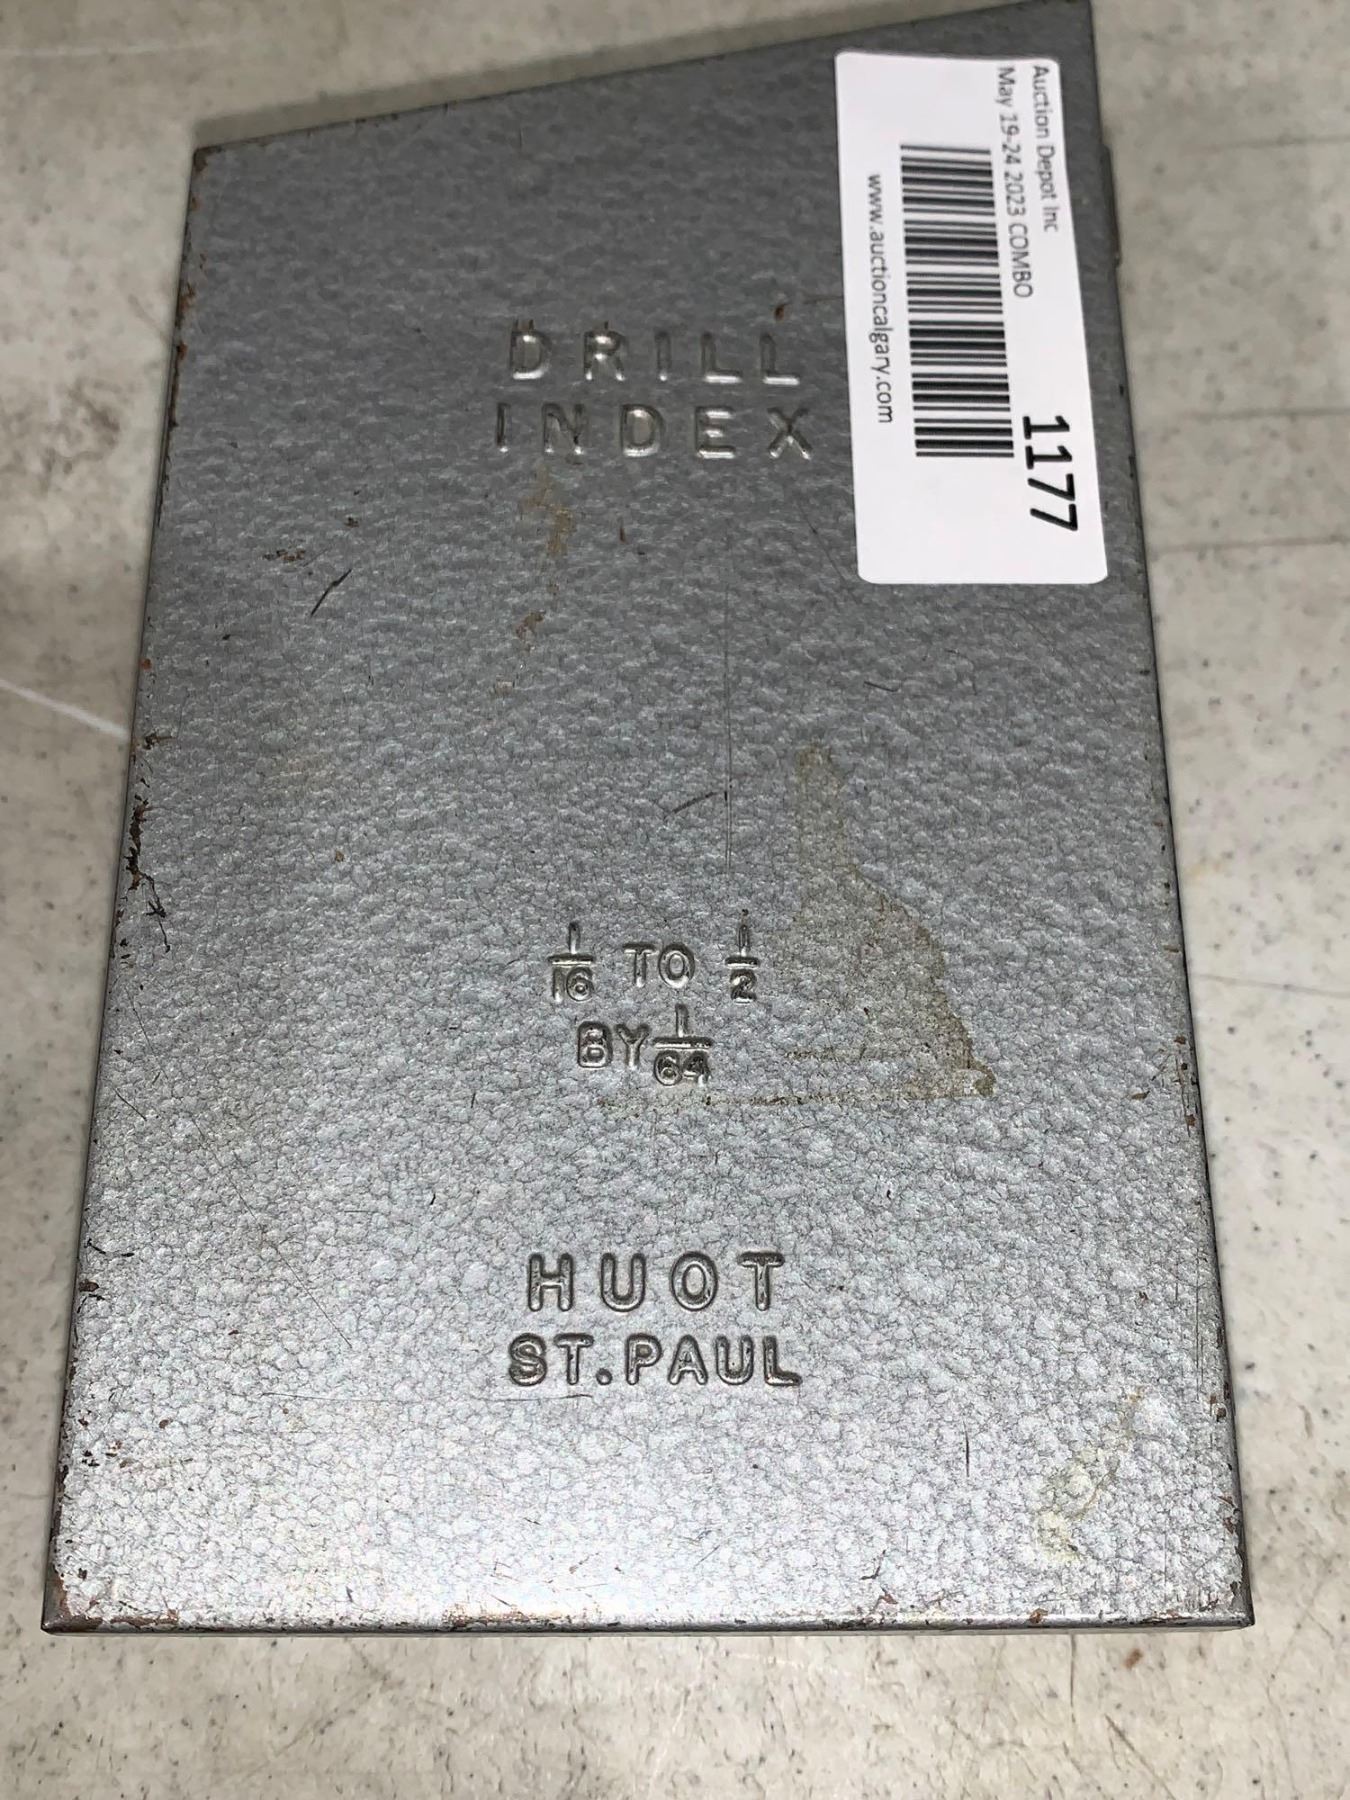 Auction Depot Inc
May 19-24 2023 COMBO
1177
www.auctioncalgary.com
DRILL
INDEX
1/16 TO 1/2
BY 1/64
HUOT
ST. PAUL